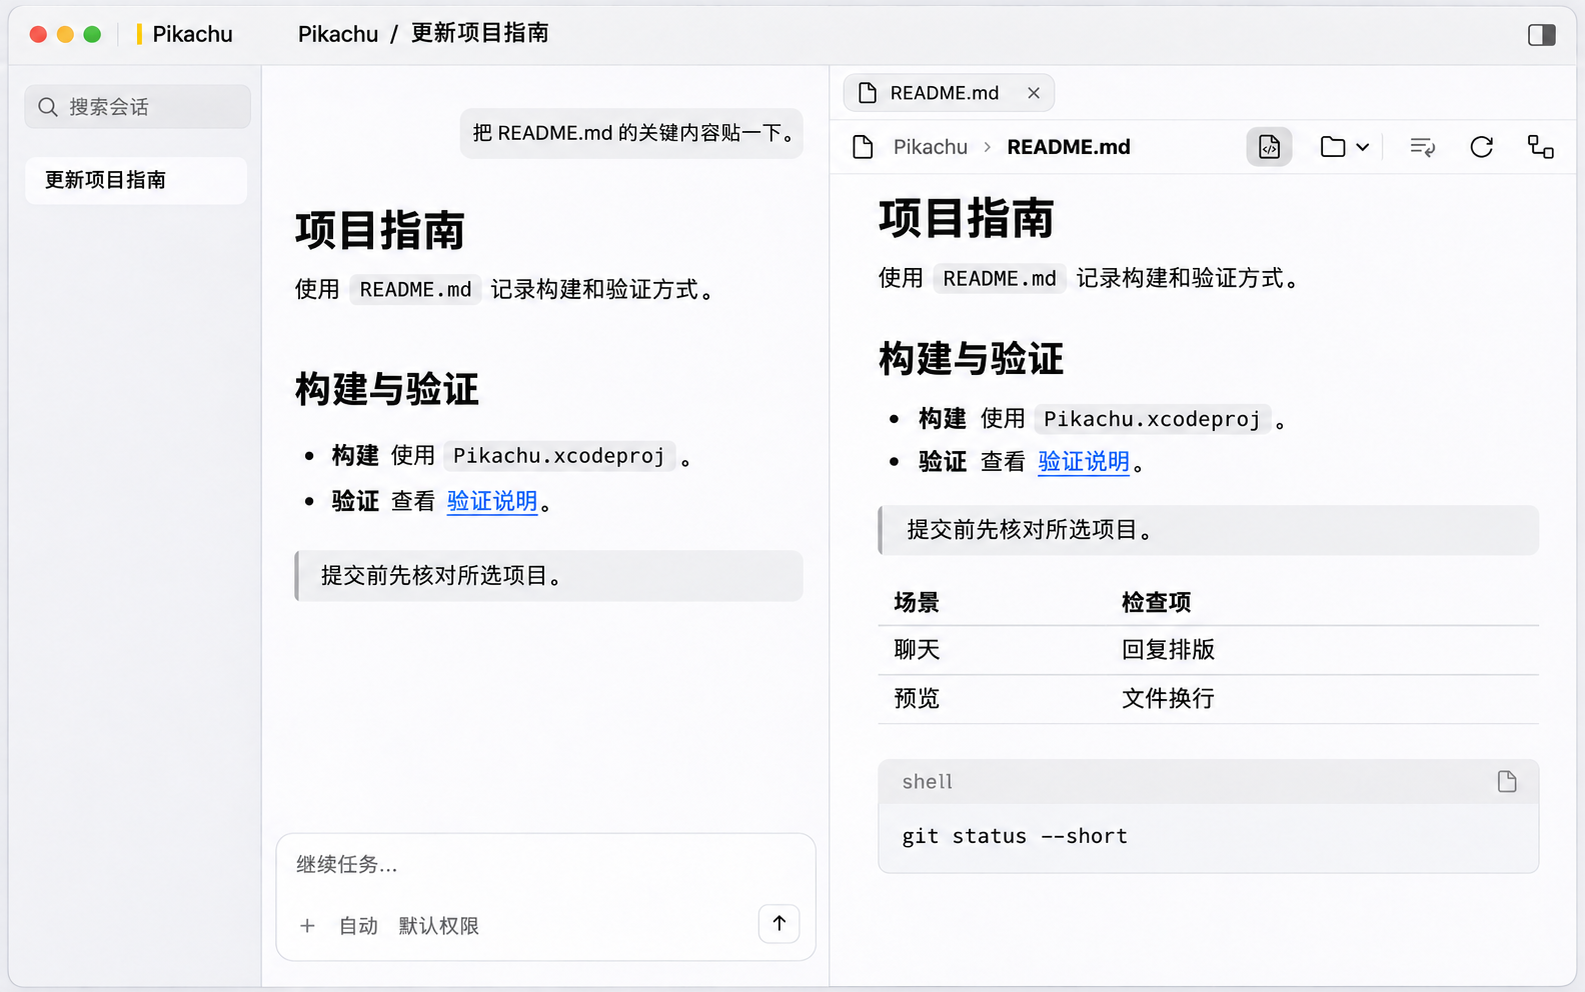 Pikachu
Pikachu / 更新项目指南
搜索会话
更新项目指南
把 README.md 的关键内容贴一下。
项目指南
使用 README.md 记录构建和验证方式。
构建与验证
• 构建 使用 Pikachu.xcodeproj 。
• 验证 查看 验证说明。
提交前先核对所选项目。
继续任务...
+ 自动 默认权限
README.md
Pikachu > README.md
项目指南
使用 README.md 记录构建和验证方式。
构建与验证
• 构建 使用 Pikachu.xcodeproj 。
• 验证 查看 验证说明。
提交前先核对所选项目。
场景 检查项
聊天 回复排版
预览 文件换行
shell
git status --short